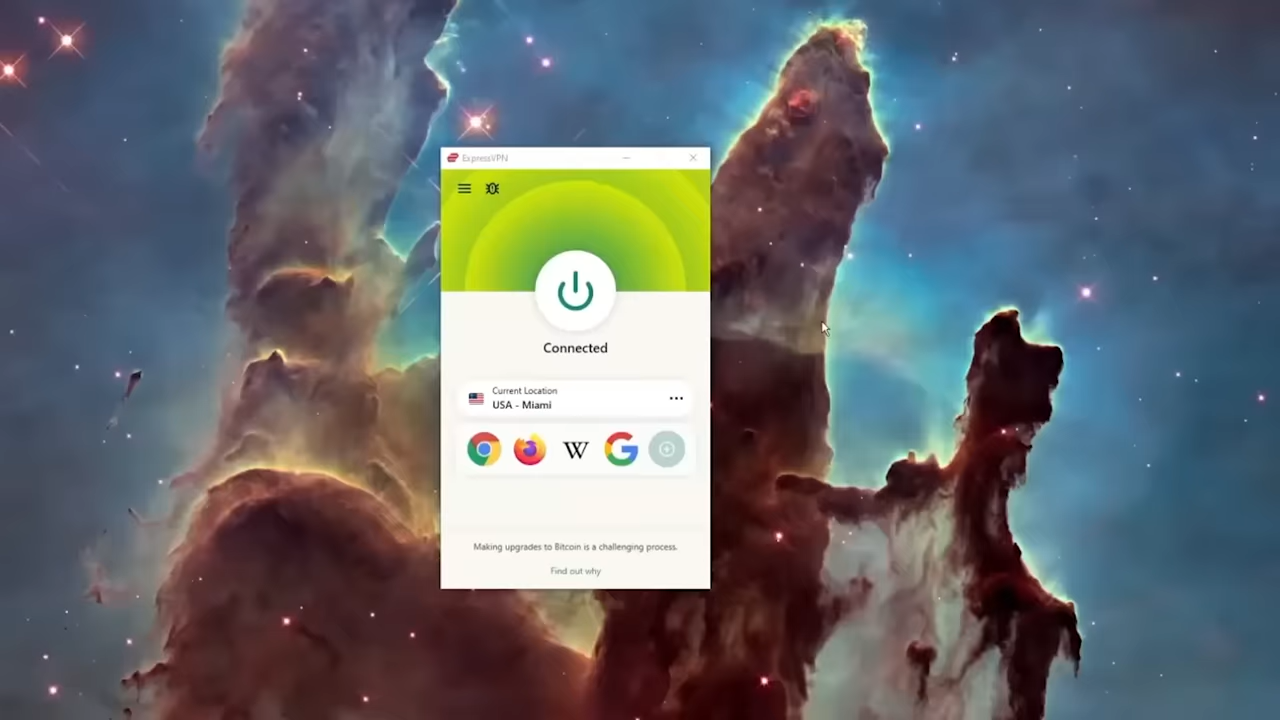 ExpressVPN
Connected
Current Location
USA - Miami
W
Making upgrades to Bitcoin is a challenging process.
Find out why